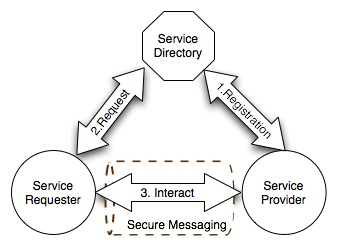 Service
Directory
2.Request
1.Registration
Service
Requester
3. Interact
Service
Provider
Secure Messaging